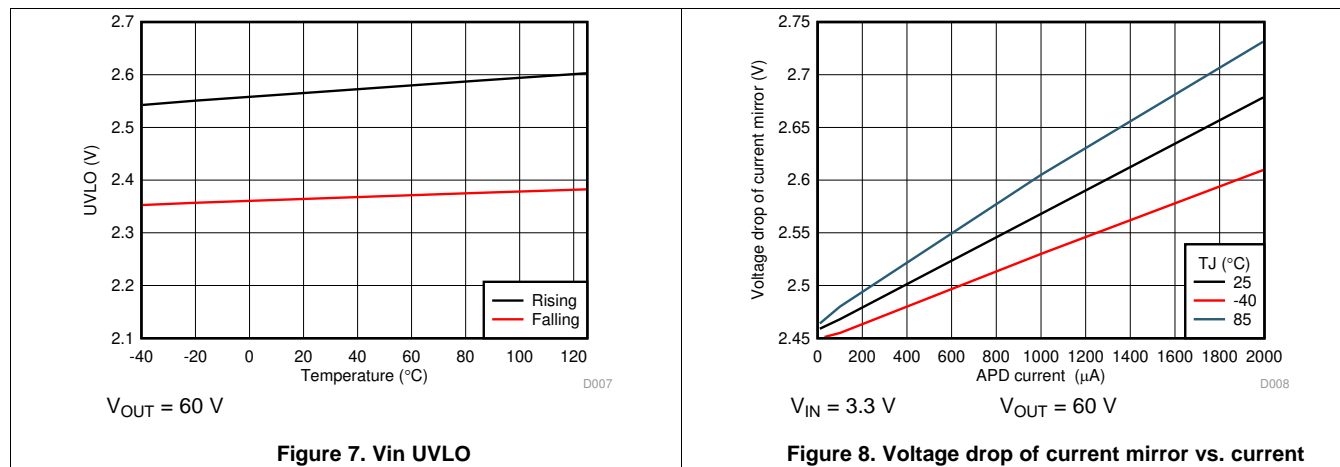 2.7
2.6
2.5
2.4
2.3
2.2
2.1
UVLO (V)
-40 -20 0 20 40 60 80 100 120
Temperature (°C)
Rising
Falling
D007
V_OUT = 60 V
Figure 7. Vin UVLO
2.75
2.7
2.65
2.6
2.55
2.5
2.45
Voltage drop of current mirror (V)
0 200 400 600 800 1000 1200 1400 1600 1800 2000
APD current (μA)
TJ (°C)
25
-40
85
D008
V_IN = 3.3 V V_OUT = 60 V
Figure 8. Voltage drop of current mirror vs. current